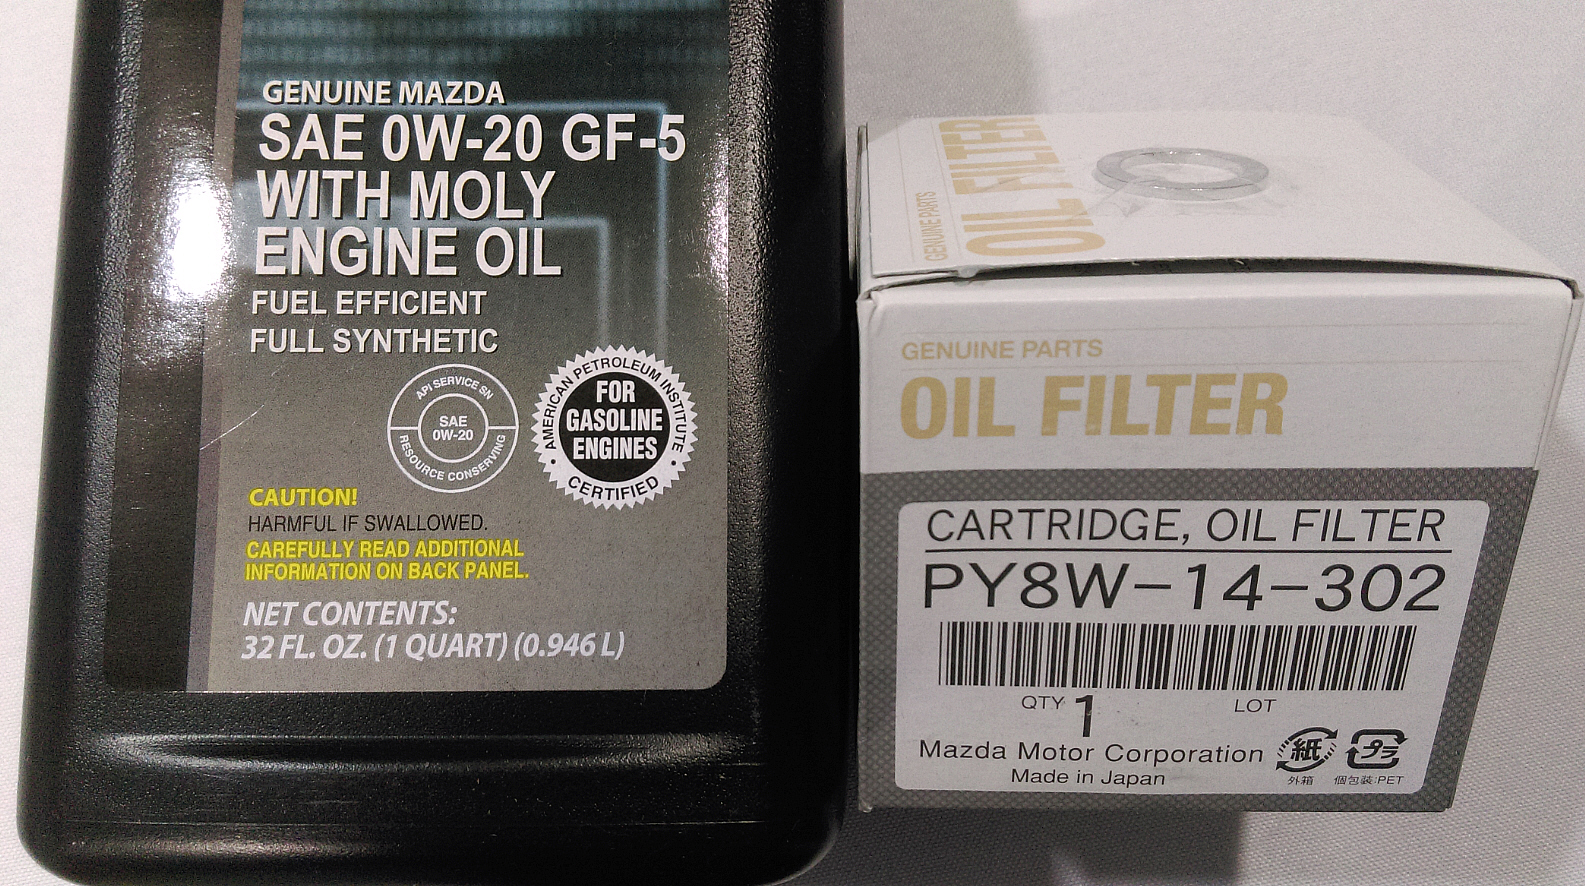 GENUINE MAZDA
SAE 0W-20 GF-5
WITH MOLY
ENGINE OIL
FUEL EFFICIENT
FULL SYNTHETIC
API SERVICE SN
SAE
0W-20
RESOURCE CONSERVING
AMERICAN PETROLEUM INSTITUTE
FOR
GASOLINE
ENGINES
CERTIFIED
CAUTION!
HARMFUL IF SWALLOWED.
CAREFULLY READ ADDITIONAL
INFORMATION ON BACK PANEL.
NET CONTENTS:
32 FL. OZ. (1 QUART) (0.946 L)
GENUINE PARTS
OIL FILTER
GENUINE PARTS
OIL FILTER
CARTRIDGE, OIL FILTER
PY8W-14-302
QTY 1 LOT
Mazda Motor Corporation
Made in Japan
紙
外箱
プラ
個包装:PET